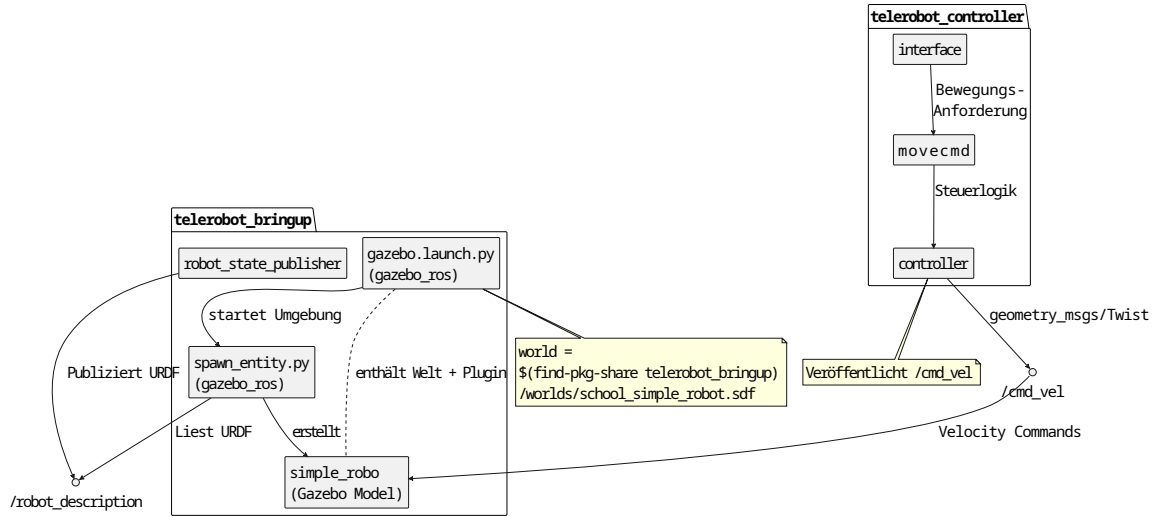 telerobot_controller
interface
Bewegungs-
Anforderung
movecmd
Steuerlogik
controller
geometry_msgs/Twist
Veröffentlicht /cmd_vel
/cmd_vel
Velocity Commands
telerobot_bringup
robot_state_publisher
gazebo.launch.py
(gazebo_ros)
startet Umgebung
spawn_entity.py
(gazebo_ros)
Publiziert URDF
enthält Welt + Plugin
world =
$(find-pkg-share telerobot_bringup)
/worlds/school_simple_robot.sdf
Liest URDF
erstellt
simple_robo
(Gazebo Model)
/robot_description